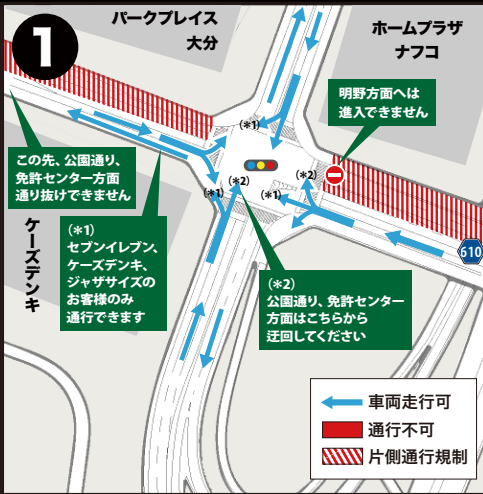 1
パークプレイス
大分
ホームプラザ
ナフコ
明野方面へは
進入できません
(＊1)
(＊2)
(＊1)
(＊1)
(＊2)
この先、公園通り、
免許センター方面
通り抜けできません
ケーズデンキ
(＊1)
セブンイレブン、
ケーズデンキ、
ジャザサイズの
お客様のみ
通行できます
(＊2)
公園通り、免許センター
方面はこちらから
迂回してください
610
車両走行可
通行不可
片側通行規制